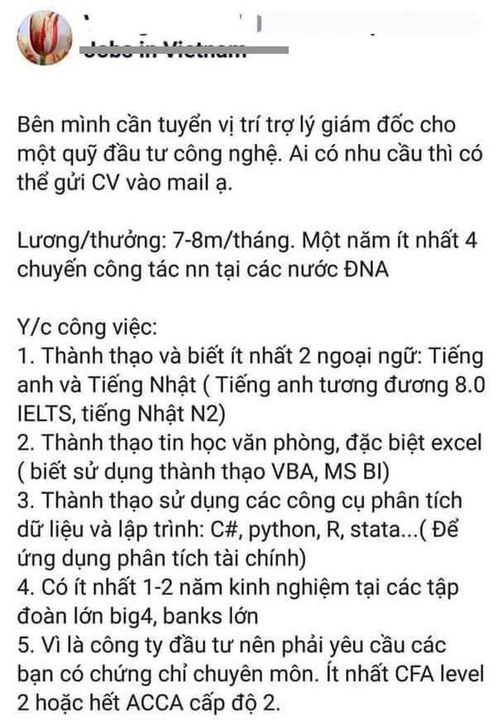 Jobs in Vietnam
Bên mình cần tuyển vị trí trợ lý giám đốc cho
một quỹ đầu tư công nghệ. Ai có nhu cầu thì có
thể gửi CV vào mail ạ.
Lương/thưởng: 7-8m/tháng. Một năm ít nhất 4
chuyến công tác nn tại các nước ĐNA
Y/c công việc:
1. Thành thạo và biết ít nhất 2 ngoại ngữ: Tiếng
anh và Tiếng Nhật ( Tiếng anh tương đương 8.0
IELTS, tiếng Nhật N2)
2. Thành thạo tin học văn phòng, đặc biệt excel
( biết sử dụng thành thạo VBA, MS BI)
3. Thành thạo sử dụng các công cụ phân tích
dữ liệu và lập trình: C#, python, R, stata...( Để
ứng dụng phân tích tài chính)
4. Có ít nhất 1-2 năm kinh nghiệm tại các tập
đoàn lớn big4, banks lớn
5. Vì là công ty đầu tư nên phải yêu cầu các
bạn có chứng chỉ chuyên môn. Ít nhất CFA level
2 hoặc hết ACCA cấp độ 2.